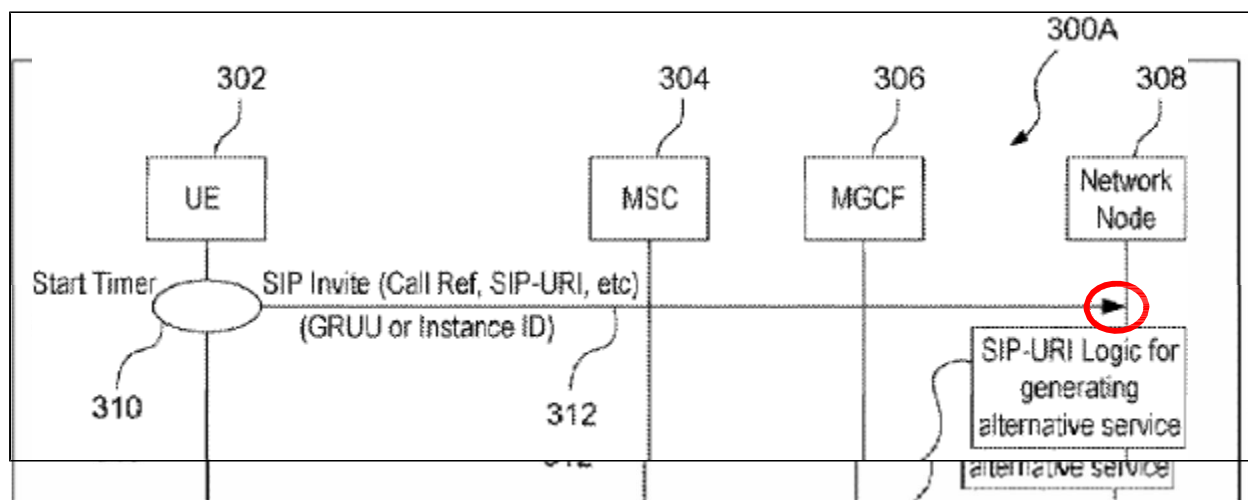 300A
302
304
306
308
UE
MSC
MGCF
Network
Node
Start Timer
SIP Invite (Call Ref, SIP-URI, etc)
(GRUU or Instance ID)
310
312
SIP-URI Logic for
generating
alternative service
alternative service